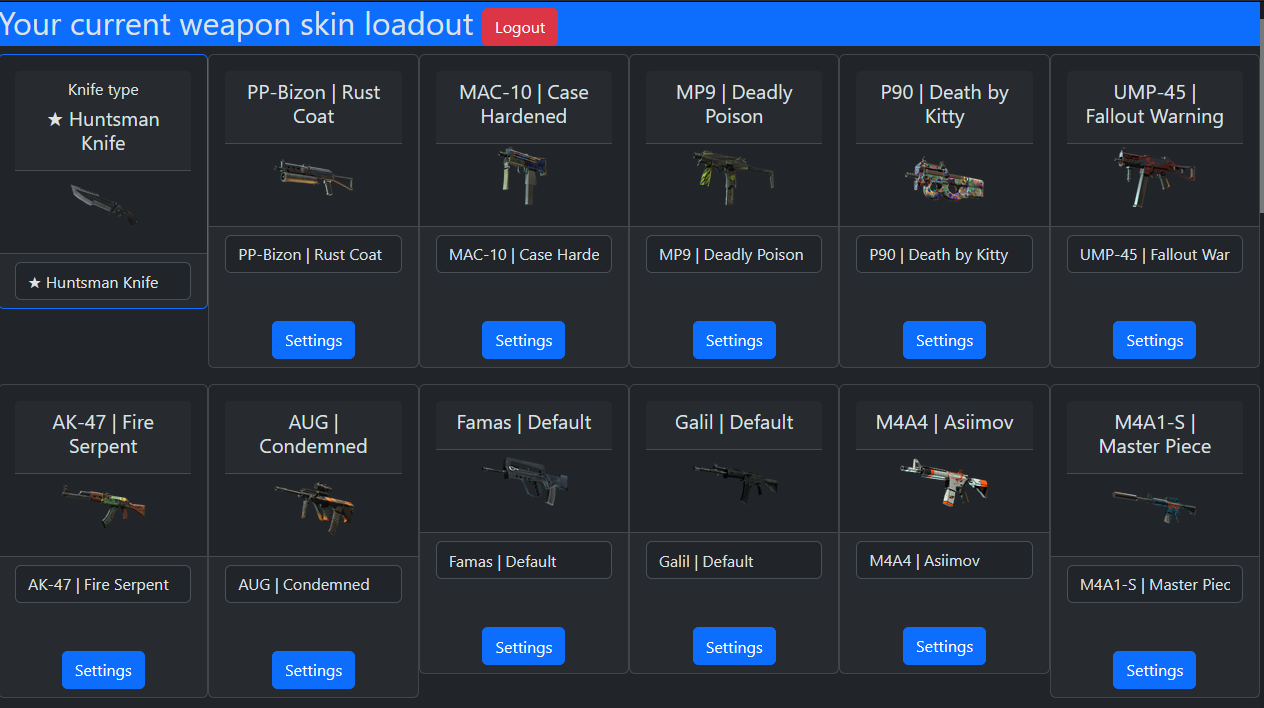 Your current weapon skin loadout Logout
Knife type
★ Huntsman
Knife
★ Huntsman Knife
PP-Bizon | Rust
Coat
PP-Bizon | Rust Coat
Settings
MAC-10 | Case
Hardened
MAC-10 | Case Harde
Settings
MP9 | Deadly
Poison
MP9 | Deadly Poison
Settings
P90 | Death by
Kitty
P90 | Death by Kitty
Settings
UMP-45 |
Fallout Warning
UMP-45 | Fallout War
Settings
AK-47 | Fire
Serpent
AK-47 | Fire Serpent
Settings
AUG |
Condemned
AUG | Condemned
Settings
Famas | Default
Famas | Default
Settings
Galil | Default
Galil | Default
Settings
M4A4 | Asiimov
M4A4 | Asiimov
Settings
M4A1-S |
Master Piece
M4A1-S | Master Piec
Settings